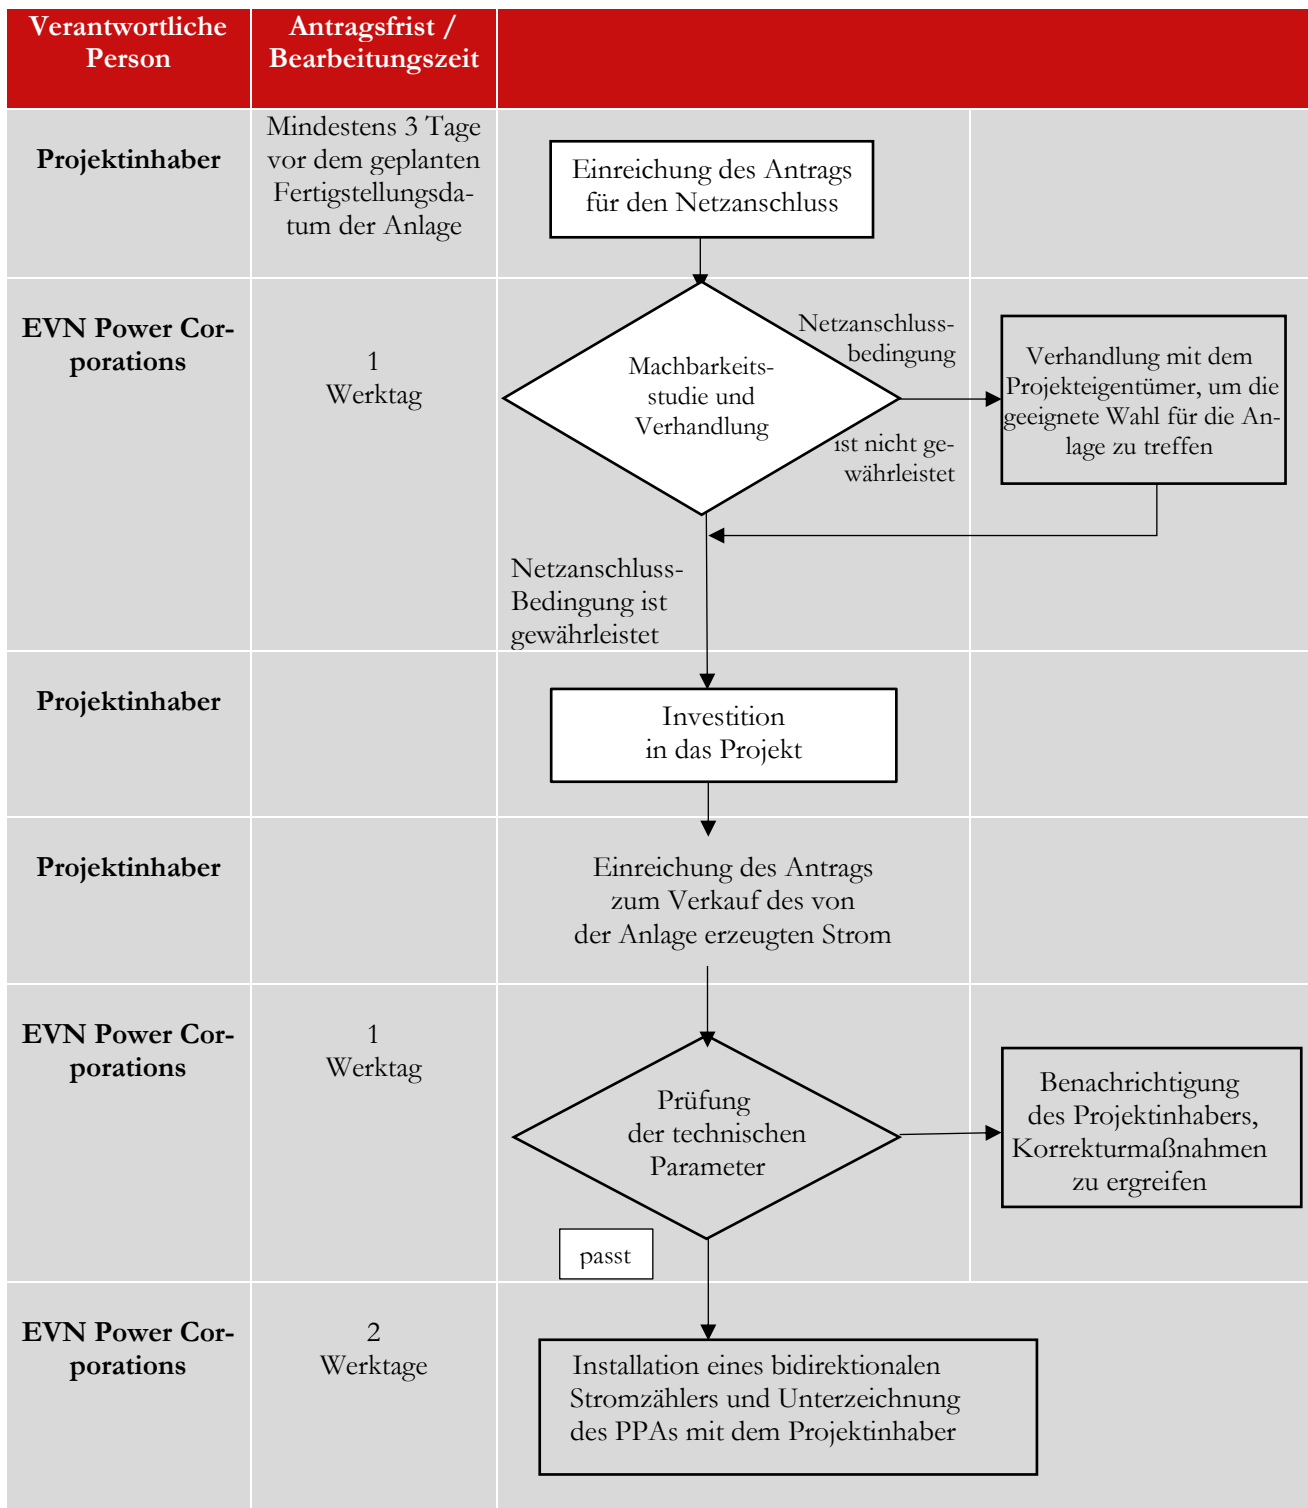 Verantwortliche
Person
Antragsfrist /
Bearbeitungszeit
Projektinhaber
Mindestens 3 Tage
vor dem geplanten
Fertigstellungsda-
tum der Anlage
Einreichung des Antrags
für den Netzanschluss
EVN Power Cor-
porations
1
Werktag
Machbarkeits-
studie und
Verhandlung
Netzanschluss-
bedingung
ist nicht ge-
währleistet
Verhandlung mit dem
Projekteigentümer, um die
geeignete Wahl für die An-
lage zu treffen
Netzanschluss-
Bedingung ist
gewährleistet
Projektinhaber
Investition
in das Projekt
Projektinhaber
Einreichung des Antrags
zum Verkauf des von
der Anlage erzeugten Strom
EVN Power Cor-
porations
1
Werktag
Prüfung
der technischen
Parameter
Benachrichtigung
des Projektinhabers,
Korrekturmaßnahmen
zu ergreifen
passt
EVN Power Cor-
porations
2
Werktage
Installation eines bidirektionalen
Stromzählers und Unterzeichnung
des PPAs mit dem Projektinhaber